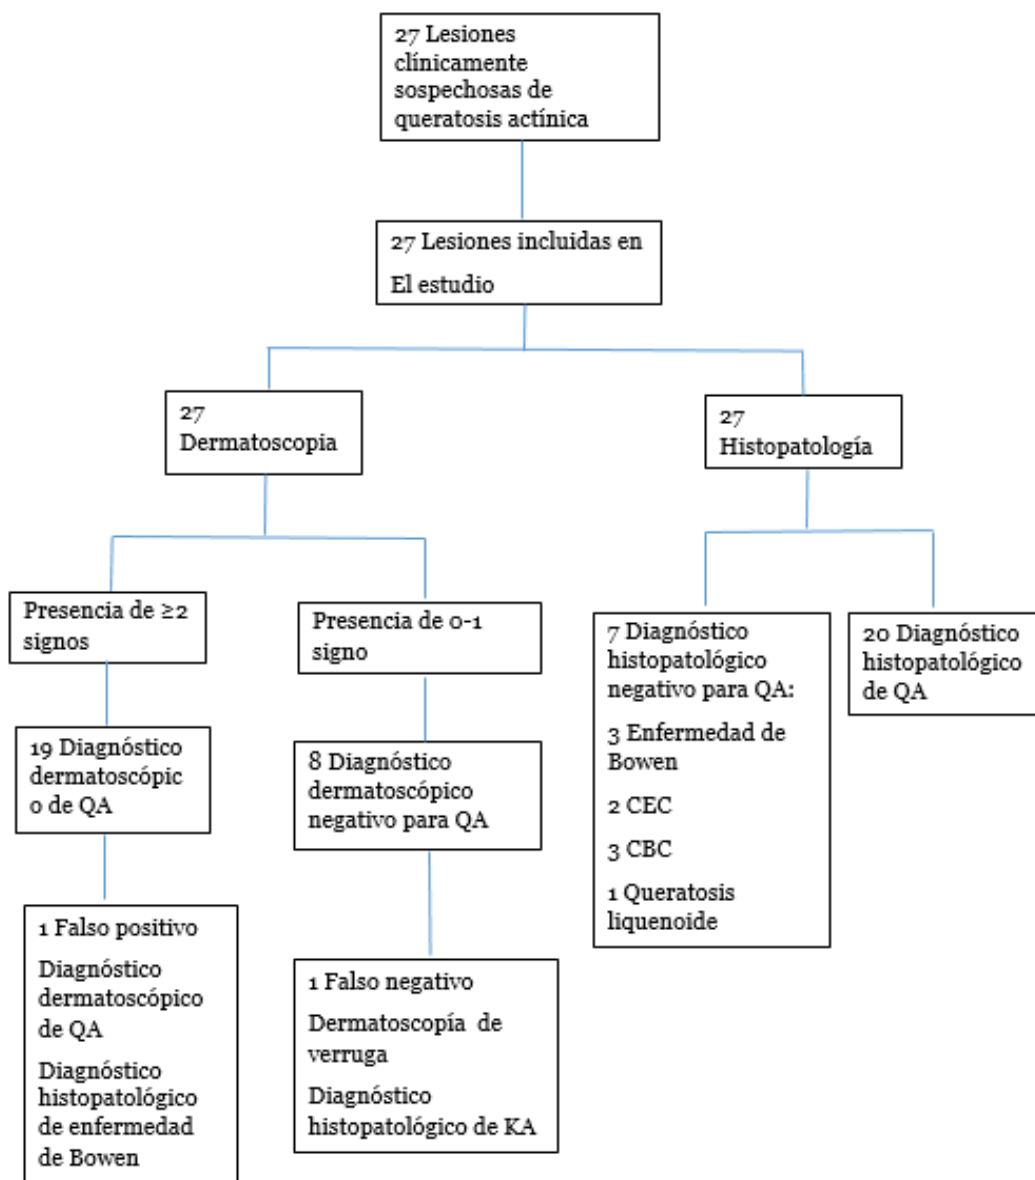 27 Lesiones
clínicamente
sospechosas de
queratosis actínica
27 Lesiones incluidas en
El estudio
27
Dermatoscopia
27
Histopatología
Presencia de ≥2
signos
Presencia de 0-1
signo
7 Diagnóstico
histopatológico
negativo para QA:
3 Enfermedad de
Bowen
2 CEC
3 CBC
1 Queratosis
liquenoide
20 Diagnóstico
histopatológico
de QA
19 Diagnóstico
dermatoscópic
o de QA
8 Diagnóstico
dermatoscópico
negativo para QA
1 Falso positivo
Diagnóstico
dermatoscópico
de QA
Diagnóstico
histopatológico
de enfermedad
de Bowen
1 Falso negativo
Dermatoscopía de
verruga
Diagnóstico
histopatológico de KA